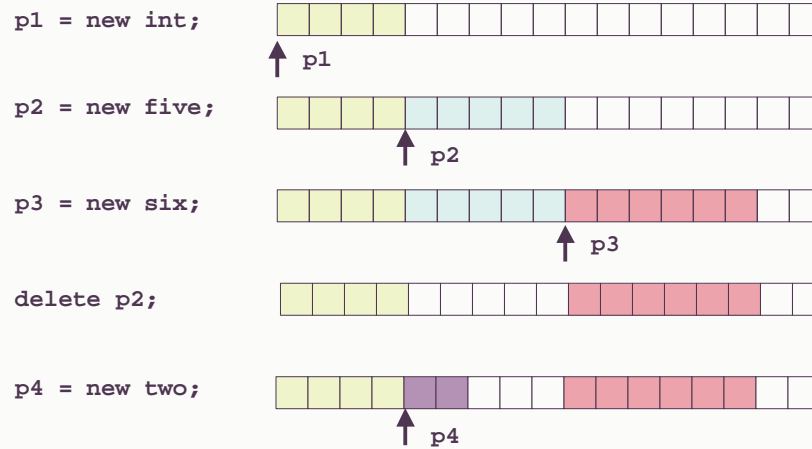 p1 = new int;
p1
p2 = new five;
p2
p3 = new six;
p3
delete p2;
p4 = new two;
p4